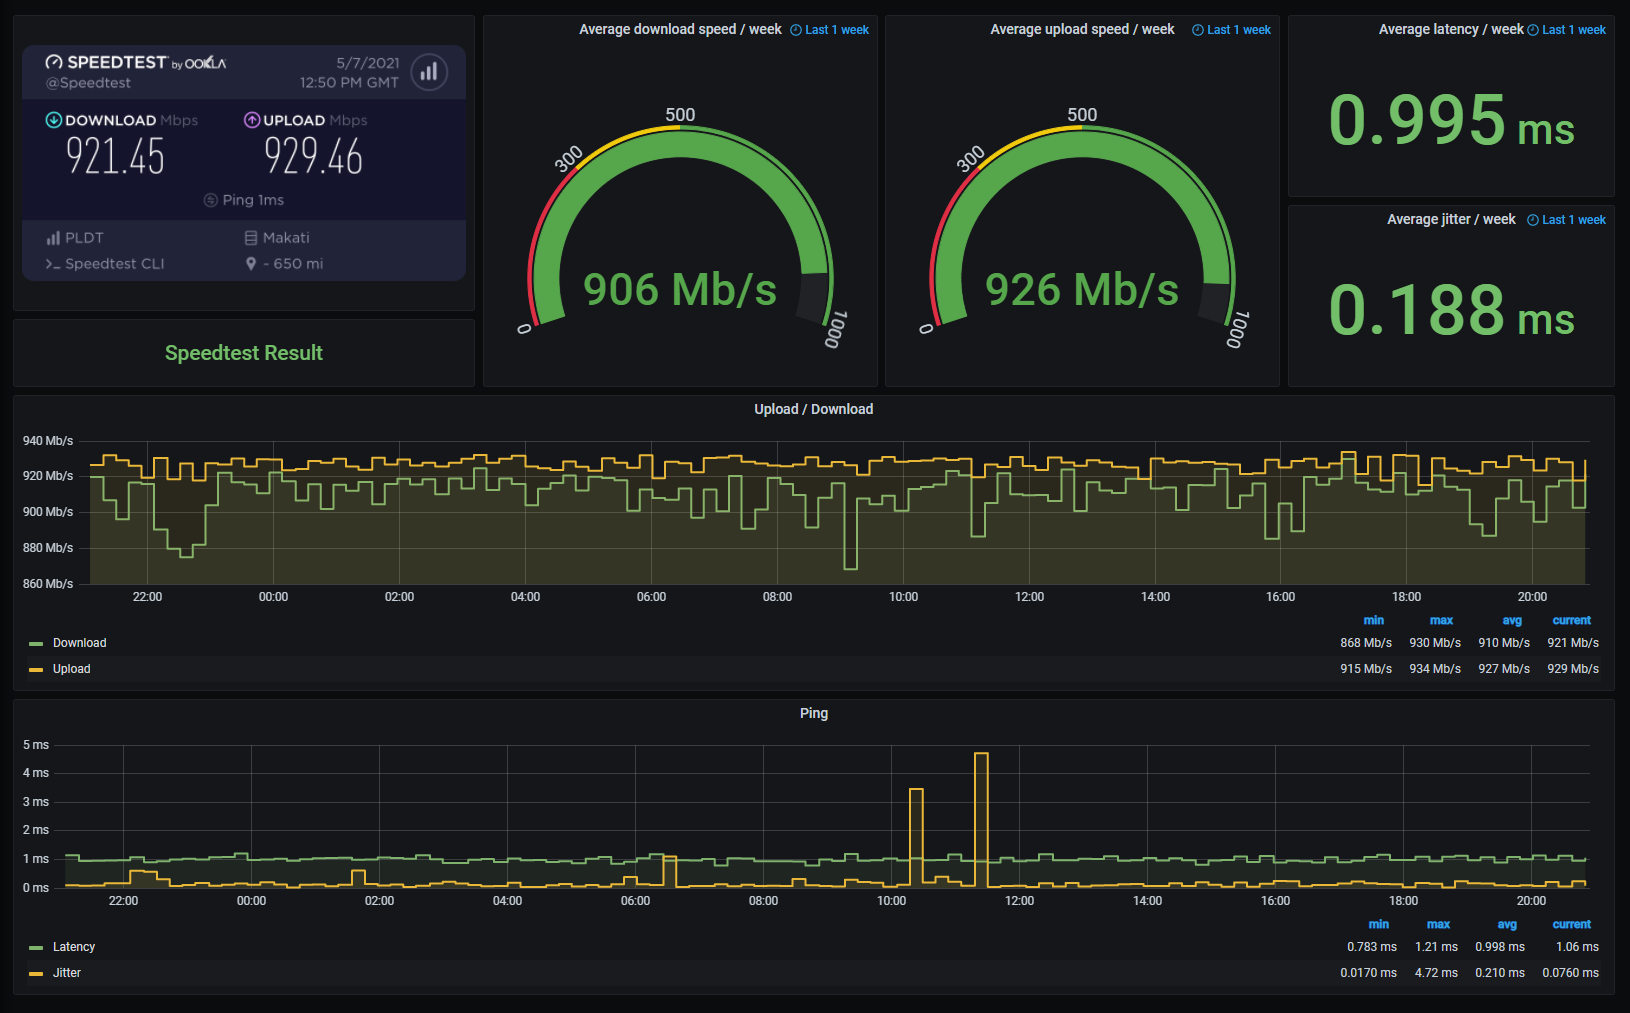 SPEEDTEST by OOKLA
5/7/2021
@Speedtest
12:50 PM GMT
DOWNLOAD Mbps
921.45
UPLOAD Mbps
929.46
Ping 1ms
PLDT
Makati
Speedtest CLI
~ 650 mi
Speedtest Result
Average download speed / week Last 1 week
0
300
500
1000
906 Mb/s
Average upload speed / week Last 1 week
0
300
500
1000
926 Mb/s
Average latency / week Last 1 week
0.995 ms
Average jitter / week Last 1 week
0.188 ms
Upload / Download
940 Mb/s
920 Mb/s
900 Mb/s
880 Mb/s
860 Mb/s
22:00 00:00 02:00 04:00 06:00 08:00 10:00 12:00 14:00 16:00 18:00 20:00
min max avg current
Download 868 Mb/s 930 Mb/s 910 Mb/s 921 Mb/s
Upload 915 Mb/s 934 Mb/s 927 Mb/s 929 Mb/s
Ping
5 ms
4 ms
3 ms
2 ms
1 ms
0 ms
22:00 00:00 02:00 04:00 06:00 08:00 10:00 12:00 14:00 16:00 18:00 20:00
min max avg current
Latency 0.783 ms 1.21 ms 0.998 ms 1.06 ms
Jitter 0.0170 ms 4.72 ms 0.210 ms 0.0760 ms